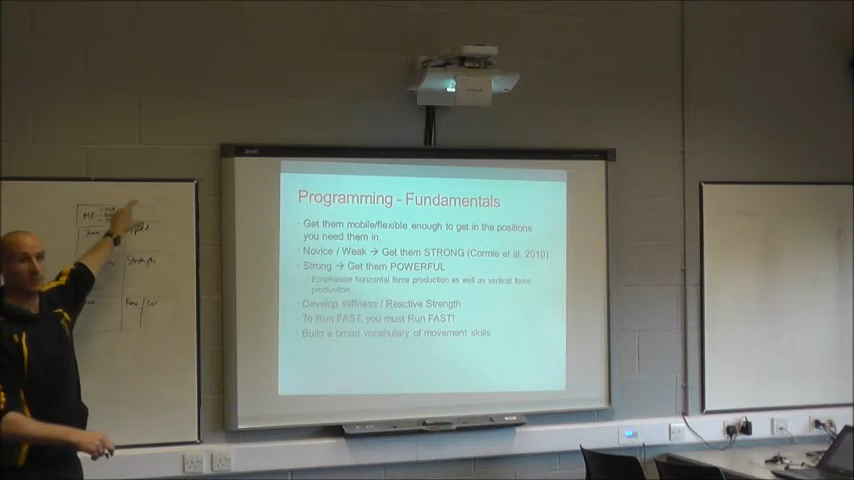 Programming - Fundamentals
· Get them mobile/flexible enough to get in the positions
you need them in.
· Novice / Weak → Get them STRONG (Cormie et al. 2010)
· Strong → Get them POWERFUL
· Emphasise horizontal force production as well as vertical force
production.
· Develop stiffness / Reactive Strength
· To Run FAST, you must Run FAST!
· Build a broad vocabulary of movement skills
MP
Strength